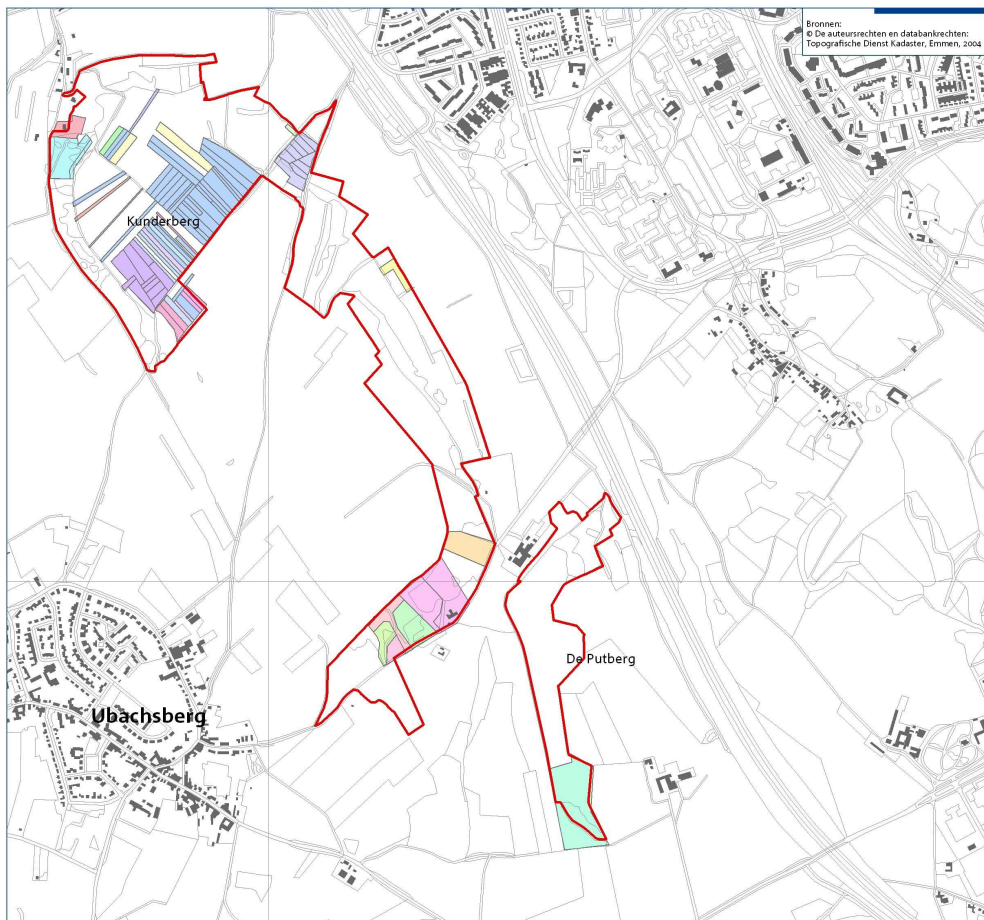 Bronnen:
© De auteursrechten en databankrechten:
Topografische Dienst Kadaster, Emmen, 2004
Kunderberg
De Putberg
Ubachsberg